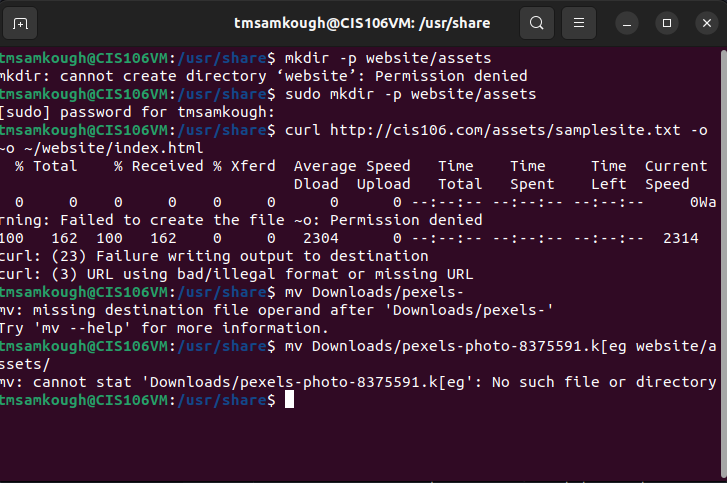 tmsamkough@CIS106VM: /usr/share
tmsamkough@CIS106VM:/usr/share$ mkdir -p website/assets
mkdir: cannot create directory ‘website’: Permission denied
tmsamkough@CIS106VM:/usr/share$ sudo mkdir -p website/assets
[sudo] password for tmsamkough:
tmsamkough@CIS106VM:/usr/share$ curl http://cis106.com/assets/samplesite.txt -o
~o ~/website/index.html
% Total % Received % Xferd Average Speed Time Time Time Current
Dload Upload Total Spent Left Speed
0 0 0 0 0 0 0 0 --:--:-- --:--:-- --:--:-- 0Wa
rning: Failed to create the file ~o: Permission denied
100 162 100 162 0 0 2304 0 --:--:-- --:--:-- --:--:-- 2314
curl: (23) Failure writing output to destination
curl: (3) URL using bad/illegal format or missing URL
tmsamkough@CIS106VM:/usr/share$ mv Downloads/pexels-
mv: missing destination file operand after 'Downloads/pexels-'
Try 'mv --help' for more information.
tmsamkough@CIS106VM:/usr/share$ mv Downloads/pexels-photo-8375591.k[eg website/a
ssets/
mv: cannot stat 'Downloads/pexels-photo-8375591.k[eg': No such file or directory
tmsamkough@CIS106VM:/usr/share$